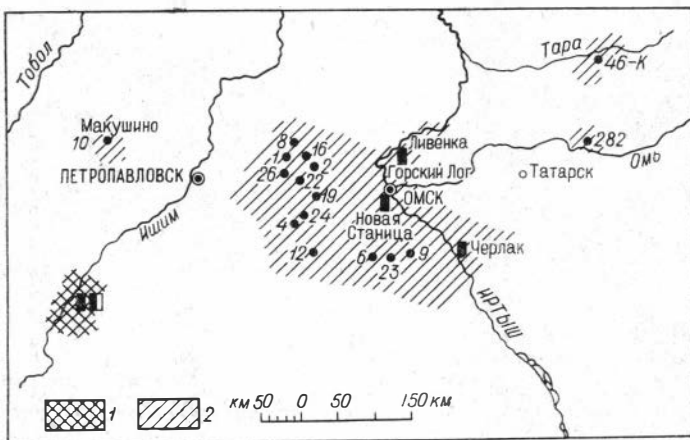 Тобол
Тара
46-К
Макушино
10
8
1
16
2
26
22
Ливенка
282
Омь
ПЕТРОПАВЛОВСК
Горский Лог
Татарск
19
ОМСК
Ишим
24
4
Новая
Станица
12
6
23
9
Черлак
ИРТЫШ
1
2
км 50 0 50 150 км